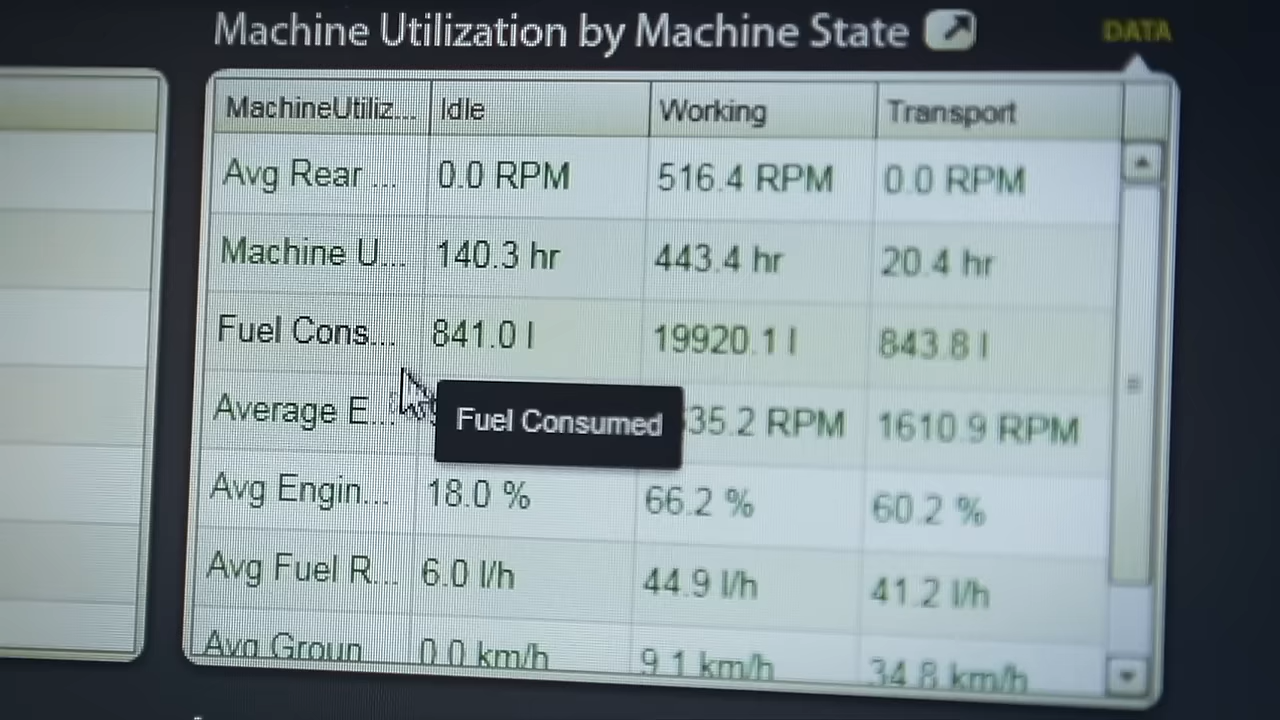 Machine Utilization by Machine State
DATA
MachineUtiliz... Idle Working Transport
Avg Rear ... 0.0 RPM 516.4 RPM 0.0 RPM
Machine U... 140.3 hr 443.4 hr 20.4 hr
Fuel Cons... 841.0 l 19920.1 l 843.8 l
Average E... 35.2 RPM 1610.9 RPM
Fuel Consumed
Avg Engin... 18.0 % 66.2 % 60.2 %
Avg Fuel R... 6.0 l/h 44.9 l/h 41.2 l/h
Avg Groun 0.0 km/h 9.1 km/h 34.8 km/h